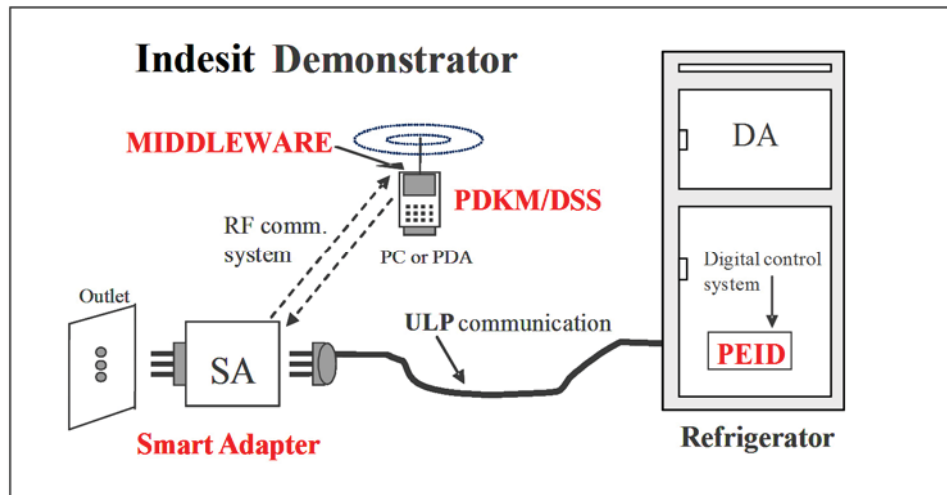 Indesit Demonstrator
MIDDLEWARE
DA
PDKM/DSS
RF comm.
system
PC or PDA
Digital control
system
Outlet
ULP communication
PEID
SA
Smart Adapter
Refrigerator